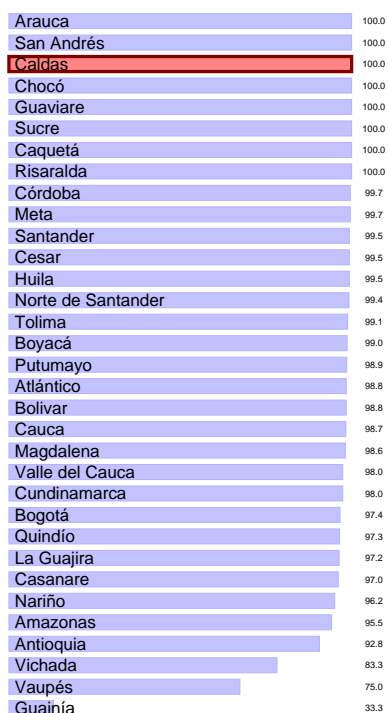 Arauca 100.0
San Andrés 100.0
Caldas 100.0
Chocó 100.0
Guaviare 100.0
Sucre 100.0
Caquetá 100.0
Risaralda 100.0
Córdoba 99.7
Meta 99.7
Santander 99.5
Cesar 99.5
Huila 99.5
Norte de Santander 99.4
Tolima 99.1
Boyacá 99.0
Putumayo 98.9
Atlántico 98.8
Bolivar 98.8
Cauca 98.7
Magdalena 98.6
Valle del Cauca 98.0
Cundinamarca 98.0
Bogotá 97.4
Quindío 97.3
La Guajira 97.2
Casanare 97.0
Nariño 96.2
Amazonas 95.5
Antioquia 92.8
Vichada 83.3
Vaupés 75.0
Guainía 33.3